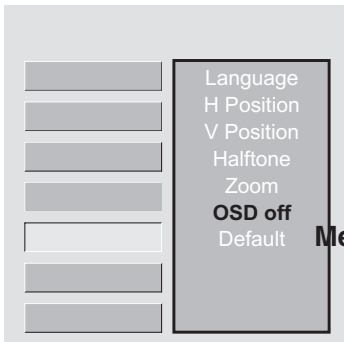 Language
H Position
V Position
Halftone
Zoom
OSD off
Default